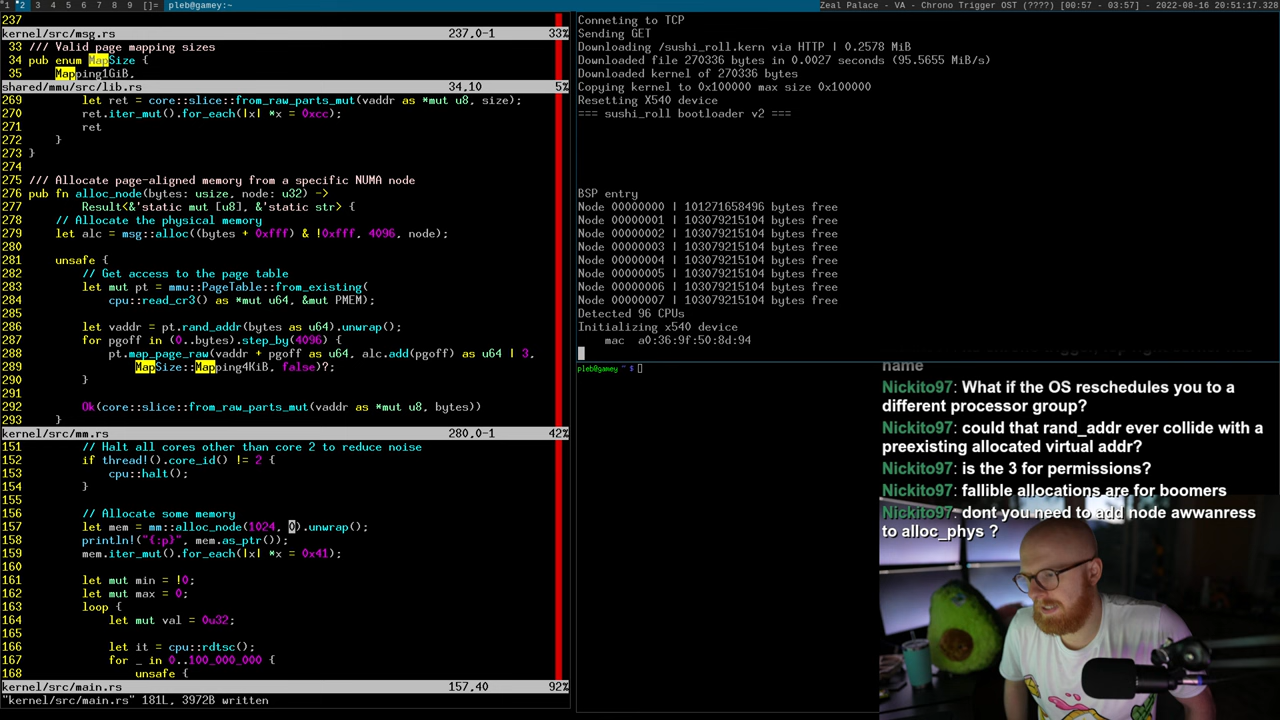 1 2 3 4 5 6 7 8 9 []= pleb@gamey:~
Zeal Palace - VA - Chrono Trigger OST (????) [00:57 - 03:57] - 2022-08-16 20:51:17.328
237
kernel/src/msg.rs 237,0-1 33%
33 /// Valid page mapping sizes
34 pub enum MapSize {
35     Mapping1GiB,
shared/mmu/src/lib.rs 34,10 5%
269         let ret = core::slice::from_raw_parts_mut(vaddr as *mut u8, size);
270         ret.iter_mut().for_each(|x| *x = 0xcc);
271         ret
272     }
273 }
274
275 /// Allocate page-aligned memory from a specific NUMA node
276 pub fn alloc_node(bytes: usize, node: u32) ->
277         Result<&'static mut [u8], &'static str> {
278     // Allocate the physical memory
279     let alc = msg::alloc((bytes + 0xfff) & !0xfff, 4096, node);
280
281     unsafe {
282         // Get access to the page table
283         let mut pt = mmu::PageTable::from_existing(
284             cpu::read_cr3() as *mut u64, &mut PMEM);
285
286         let vaddr = pt.rand_addr(bytes as u64).unwrap();
287         for pgoff in (0..bytes).step_by(4096) {
288             pt.map_page_raw(vaddr + pgoff as u64, alc.add(pgoff) as u64 | 3,
289                 MapSize::Mapping4KiB, false)?;
290         }
291
292         Ok(core::slice::from_raw_parts_mut(vaddr as *mut u8, bytes))
293     }
kernel/src/mm.rs 280,0-1 42%
151         // Halt all cores other than core 2 to reduce noise
152         if thread!().core_id() != 2 {
153             cpu::halt();
154         }
155
156         // Allocate some memory
157         let mem = mm::alloc_node(1024, 0).unwrap();
158         println!("{:p}", mem.as_ptr());
159         mem.iter_mut().for_each(|x| *x = 0x41);
160
161         let mut min = !0;
162         let mut max = 0;
163         loop {
164             let mut val = 0u32;
165
166             let it = cpu::rdtsc();
167             for _ in 0..100_000_000 {
168                 unsafe {
kernel/src/main.rs 157,40 92%
"kernel/src/main.rs" 181L, 3972B written
Conneting to TCP
Sending GET
Downloading /sushi_roll.kern via HTTP | 0.2578 MiB
Downloaded file 270336 bytes in 0.0027 seconds (95.5655 MiB/s)
Downloaded kernel of 270336 bytes
Copying kernel to 0x100000 max size 0x100000
Resetting X540 device
=== sushi_roll bootloader v2 ===
BSP entry
Node 00000000 | 101271658496 bytes free
Node 00000001 | 103079215104 bytes free
Node 00000002 | 103079215104 bytes free
Node 00000003 | 103079215104 bytes free
Node 00000004 | 103079215104 bytes free
Node 00000005 | 103079215104 bytes free
Node 00000006 | 103079215104 bytes free
Node 00000007 | 103079215104 bytes free
Detected 96 CPUs
Initializing x540 device
    mac  a0:36:9f:50:8d:94
pleb@gamey ~ $
name
Nickito97: What if the OS reschedules you to a
different processor group?
Nickito97: could that rand_addr ever collide with a
preexisting allocated virtual addr?
Nickito97: is the 3 for permissions?
Nickito97: fallible allocations are for boomers
Nickito97: dont you need to add node awwanress
to alloc_phys ?